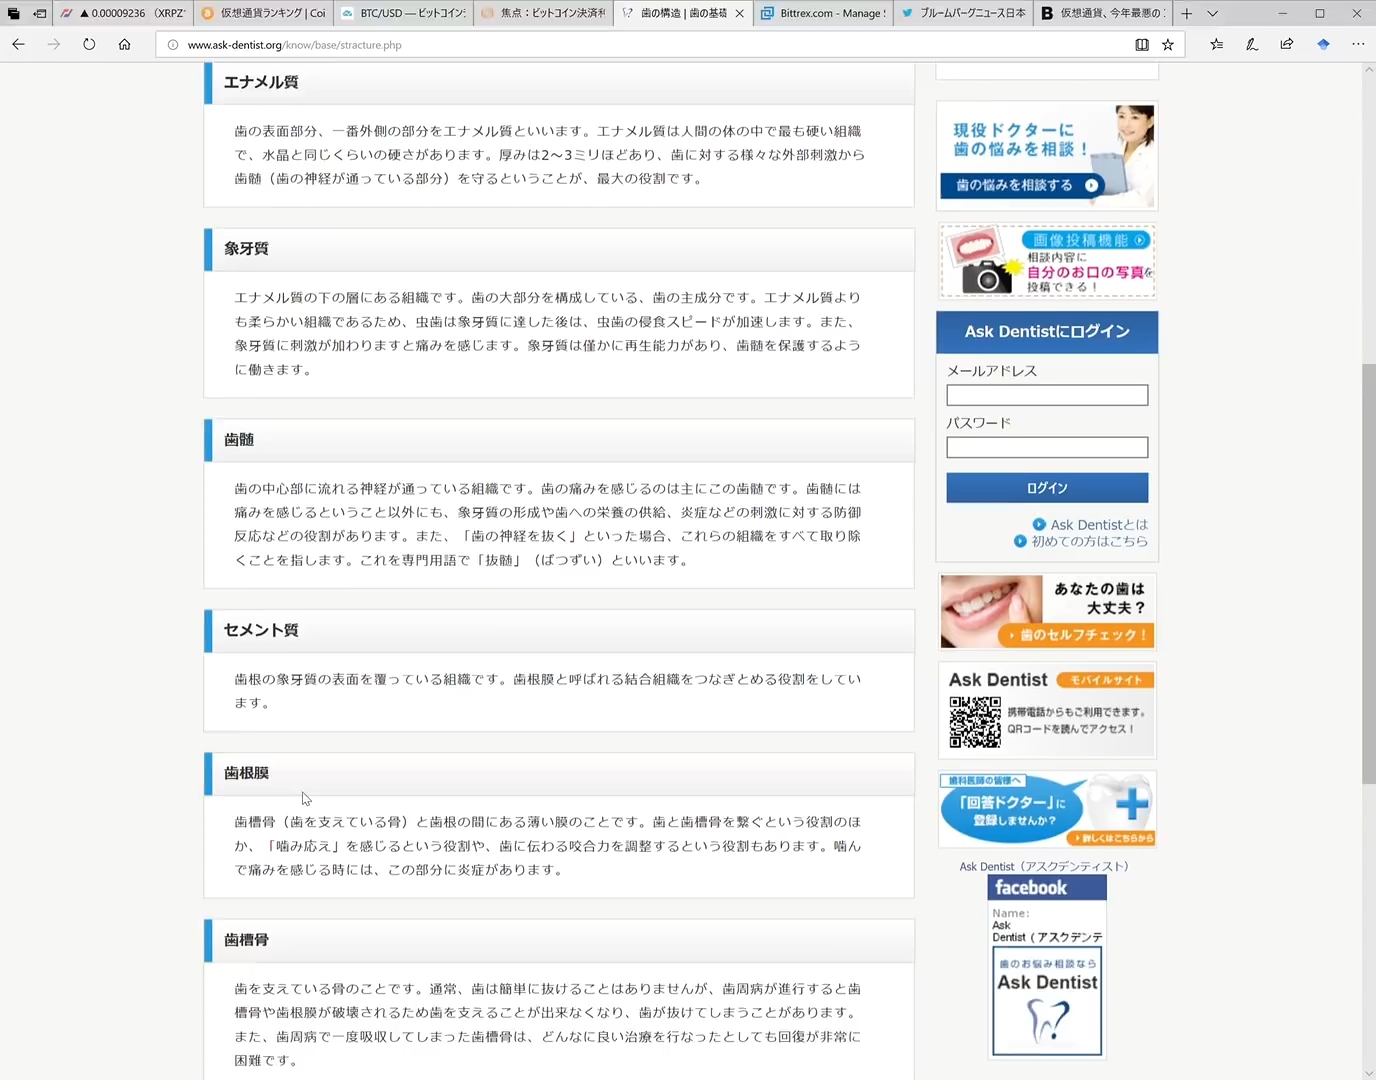 ▲ 0.00009236 （XRPZ
仮想通貨ランキング | Coi
BTC/USD — ビットコイン
焦点：ビットコイン決済利
歯の構造 | 歯の基礎
Bittrex.com - Manage
ブルームバーグニュース日本
B 仮想通貨、今年最悪の
www.ask-dentist.org/know/base/stracture.php
エナメル質
歯の表面部分、一番外側の部分をエナメル質といいます。エナメル質は人間の体の中で最も硬い組織
で、水晶と同じくらいの硬さがあります。厚みは2〜3ミリほどあり、歯に対する様々な外部刺激から
歯髄（歯の神経が通っている部分）を守るということが、最大の役割です。
象牙質
エナメル質の下の層にある組織です。歯の大部分を構成している、歯の主成分です。エナメル質より
も柔らかい組織であるため、虫歯は象牙質に達した後は、虫歯の侵食スピードが加速します。また、
象牙質に刺激が加わりますと痛みを感じます。象牙質は僅かに再生能力があり、歯髄を保護するよう
に働きます。
歯髄
歯の中心部に流れる神経が通っている組織です。歯の痛みを感じるのは主にこの歯髄です。歯髄には
痛みを感じるということ以外にも、象牙質の形成や歯への栄養の供給、炎症などの刺激に対する防御
反応などの役割があります。また、「歯の神経を抜く」といった場合、これらの組織をすべて取り除
くことを指します。これを専門用語で「抜髄」（ばつずい）といいます。
セメント質
歯根の象牙質の表面を覆っている組織です。歯根膜と呼ばれる結合組織をつなぎとめる役割をしてい
ます。
歯根膜
歯槽骨（歯を支えている骨）と歯根の間にある薄い膜のことです。歯と歯槽骨を繋ぐという役割のほ
か、「噛み応え」を感じるという役割や、歯に伝わる咬合力を調整するという役割もあります。噛ん
で痛みを感じる時には、この部分に炎症があります。
歯槽骨
歯を支えている骨のことです。通常、歯は簡単に抜けることはありませんが、歯周病が進行すると歯
槽骨や歯根膜が破壊されるため歯を支えることが出来なくなり、歯が抜けてしまうことがあります。
また、歯周病で一度吸収してしまった歯槽骨は、どんなに良い治療を行なったとしても回復が非常に
困難です。
現役ドクターに
歯の悩みを相談！
歯の悩みを相談する
画像投稿機能
相談内容に
自分のお口の写真を
投稿できる！
Ask Dentistにログイン
メールアドレス
パスワード
ログイン
Ask Dentistとは
初めての方はこちら
あなたの歯は
大丈夫？
歯のセルフチェック！
Ask Dentist モバイルサイト
携帯電話からもご利用できます。
QRコードを読んでアクセス！
歯科医師の皆様へ
「回答ドクター」に
登録しませんか？
詳しくはこちらから
Ask Dentist（アスクデンティスト）
facebook
Name:
Ask
Dentist（アスクデンテ
歯のお悩み相談なら
Ask Dentist